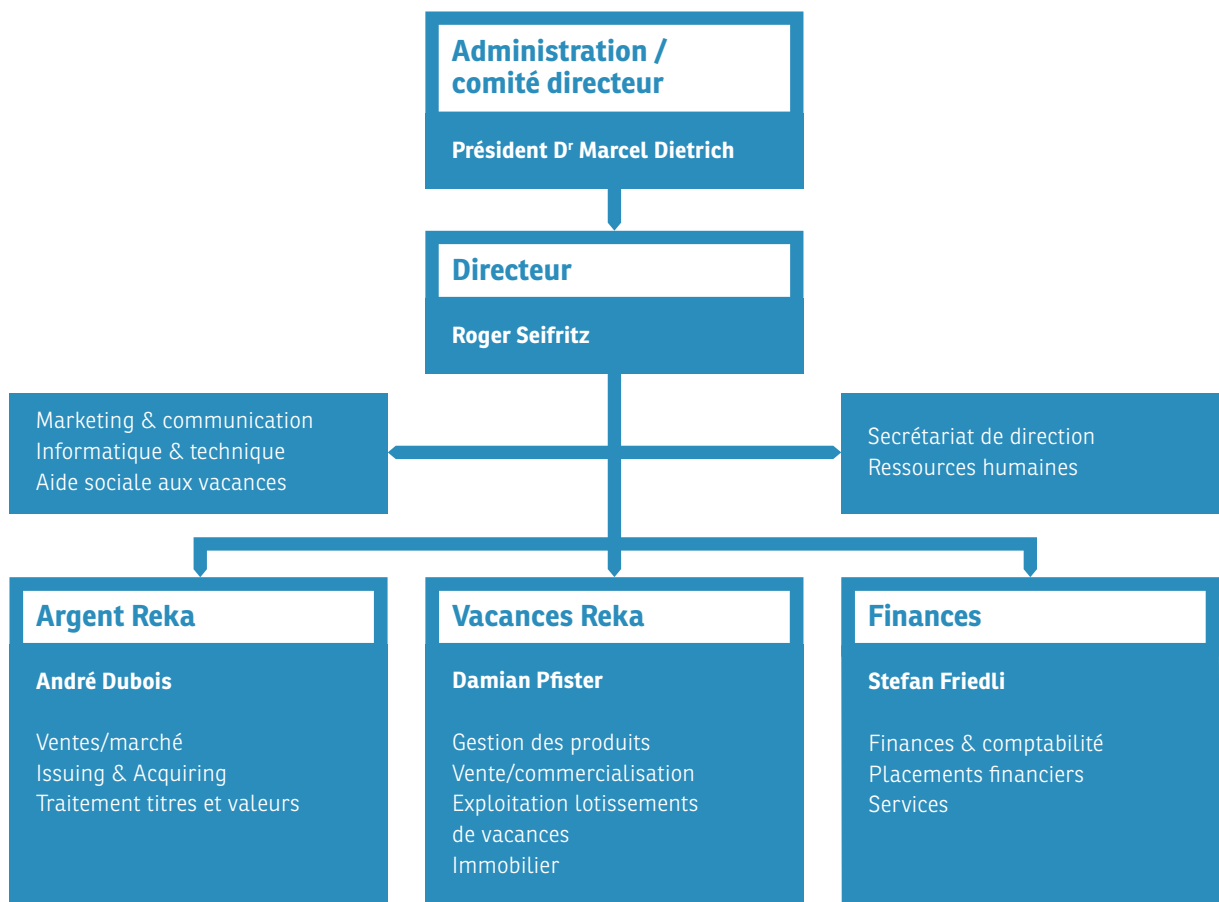 Administration /
comité directeur
Président Dʳ Marcel Dietrich
Directeur
Roger Seifritz
Marketing & communication
Informatique & technique
Aide sociale aux vacances
Secrétariat de direction
Ressources humaines
Argent Reka
André Dubois
Ventes/marché
Issuing & Acquiring
Traitement titres et valeurs
Vacances Reka
Damian Pfister
Gestion des produits
Vente/commercialisation
Exploitation lotissements
de vacances
Immobilier
Finances
Stefan Friedli
Finances & comptabilité
Placements financiers
Services